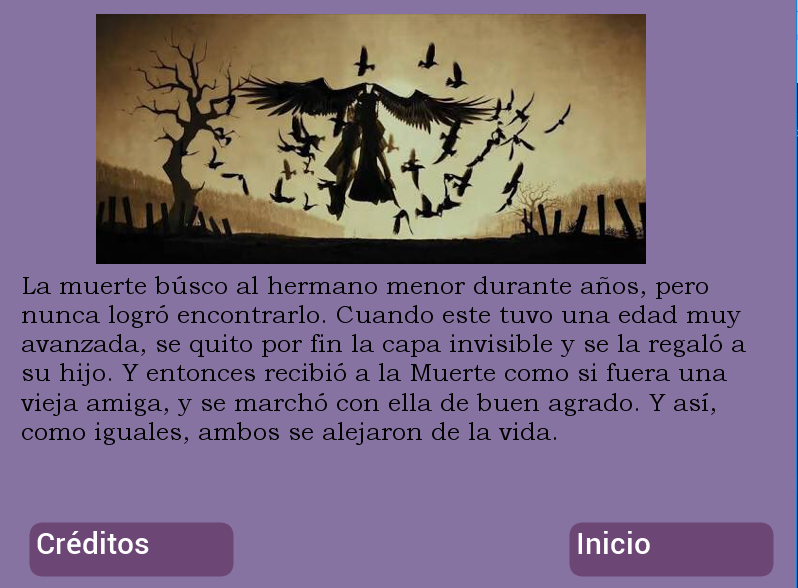 La muerte búsco al hermano menor durante años, pero
nunca logró encontrarlo. Cuando este tuvo una edad muy
avanzada, se quito por fin la capa invisible y se la regaló a
su hijo. Y entonces recibió a la Muerte como si fuera una
vieja amiga, y se marchó con ella de buen agrado. Y así,
como iguales, ambos se alejaron de la vida.
Créditos
Inicio